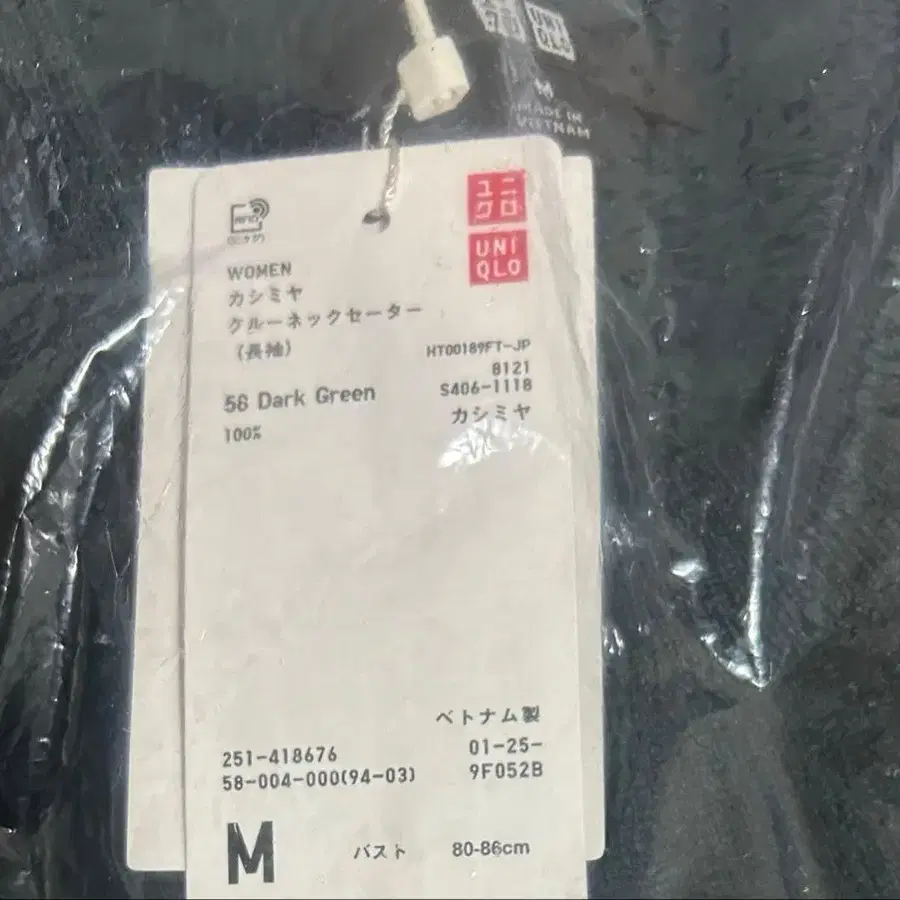 UNI
QLO
M
MADE IN
VIETNAM
RFID
ユニ
クロ
UNI
QLO
WOMEN
カシミヤ
クルーネックセーター
(長袖)
HT00189FT-JP
8121
58 Dark Green
S406-1118
100%
カシミヤ
ベトナム製
251-418676
01-25-
58-004-000(94-03)
9F052B
M
バスト
80-86cm